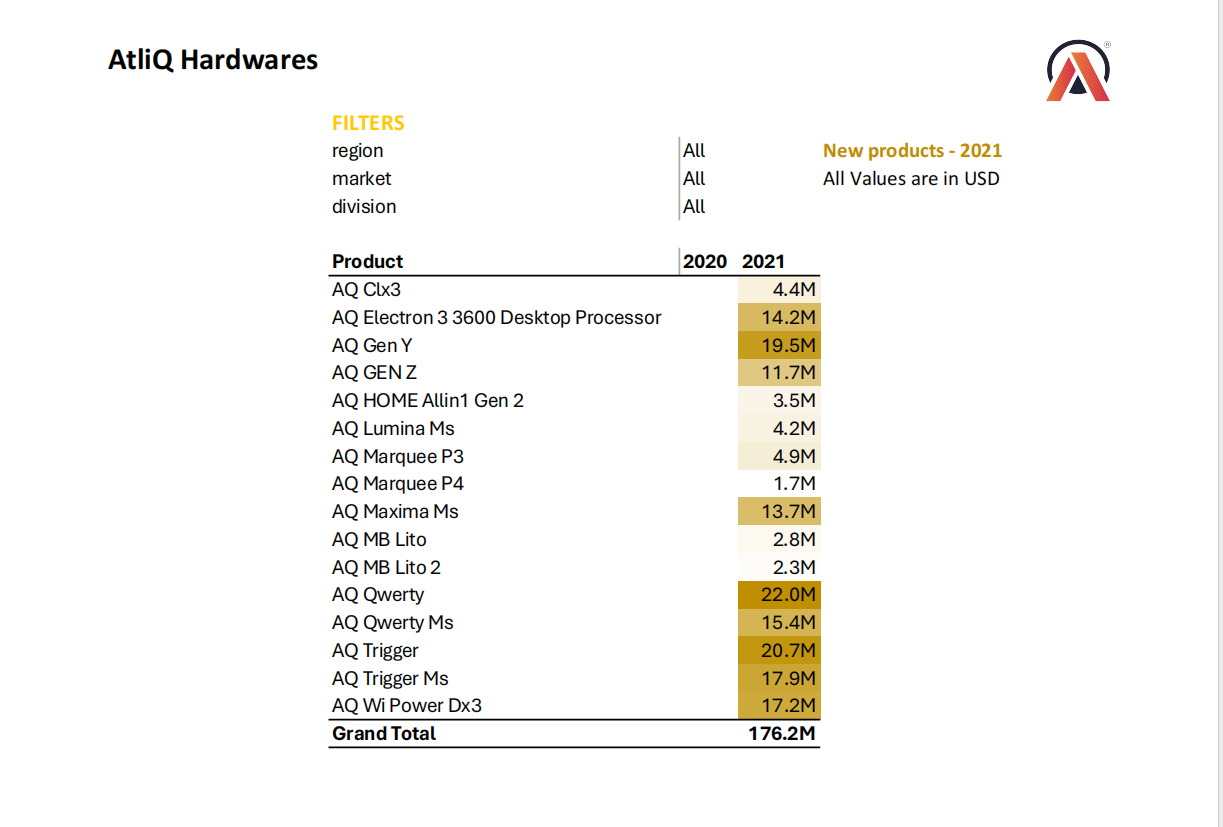 AtliQ Hardwares
FILTERS
region All New products - 2021
market All All Values are in USD
division All
Product 2020 2021
AQ Clx3 4.4M
AQ Electron 3 3600 Desktop Processor 14.2M
AQ Gen Y 19.5M
AQ GEN Z 11.7M
AQ HOME Allin1 Gen 2 3.5M
AQ Lumina Ms 4.2M
AQ Marquee P3 4.9M
AQ Marquee P4 1.7M
AQ Maxima Ms 13.7M
AQ MB Lito 2.8M
AQ MB Lito 2 2.3M
AQ Qwerty 22.0M
AQ Qwerty Ms 15.4M
AQ Trigger 20.7M
AQ Trigger Ms 17.9M
AQ Wi Power Dx3 17.2M
Grand Total 176.2M